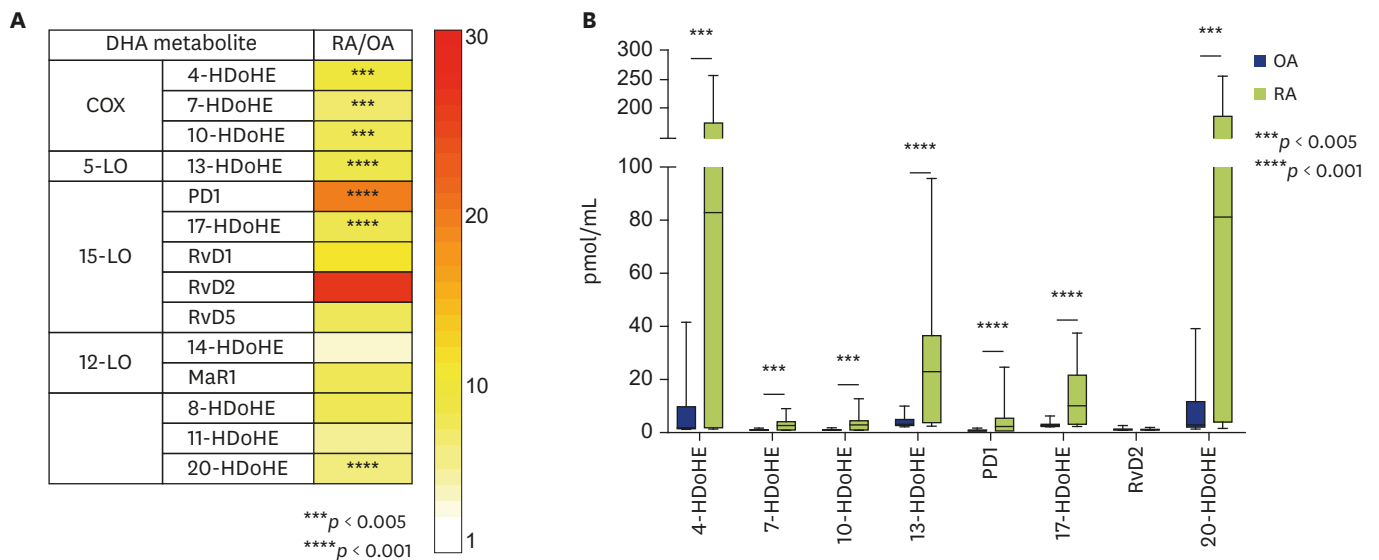 A
DHA metabolite RA/OA
COX 4-HDoHE ***
7-HDoHE ***
10-HDoHE ***
5-LO 13-HDoHE ****
15-LO PD1 ****
17-HDoHE ****
RvD1
RvD2
RvD5
12-LO 14-HDoHE
MaR1
8-HDoHE
11-HDoHE
20-HDoHE ****
***p < 0.005
****p < 0.001
30
20
10
1
B
pmol/mL
300
250
200
100
80
60
40
20
0
***
***
***
****
****
****
***
4-HDoHE
7-HDoHE
10-HDoHE
13-HDoHE
PD1
17-HDoHE
RvD2
20-HDoHE
OA
RA
***p < 0.005
****p < 0.001